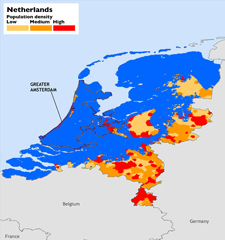 Netherlands
Population density
Low Medium High
GREATER
AMSTERDAM
Belgium
Germany
France